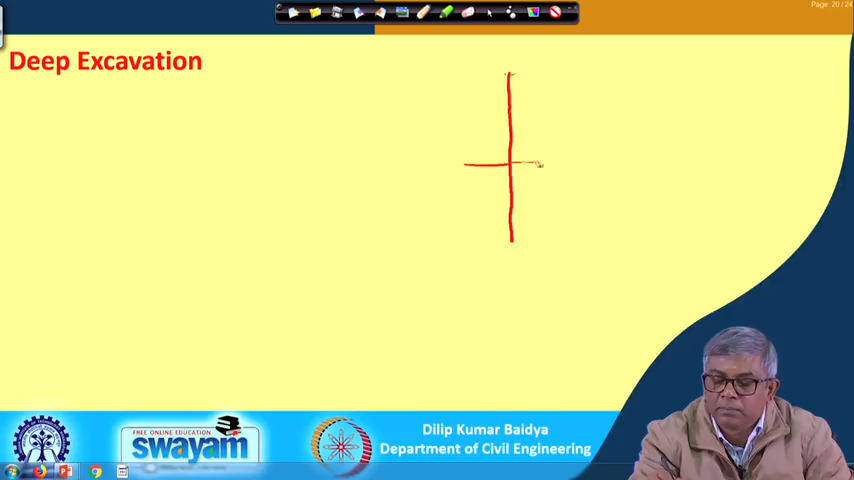 Page: 20 / 24
Deep Excavation
FREE ONLINE EDUCATION
swayam
Dilip Kumar Baidya
Department of Civil Engineering